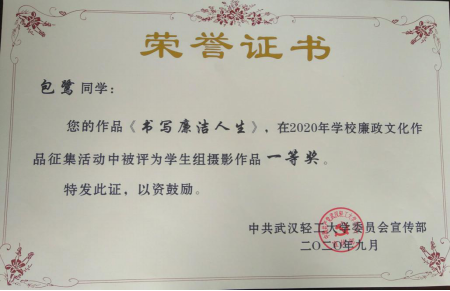 荣誉证书
包鹭同学：
您的作品《书写廉洁人生》，在2020年学校廉政文化作
品征集活动中被评为学生组摄影作品一等奖。
特发此证，以资鼓励。
中共武汉轻工大学委员会宣传部
二〇二〇年九月